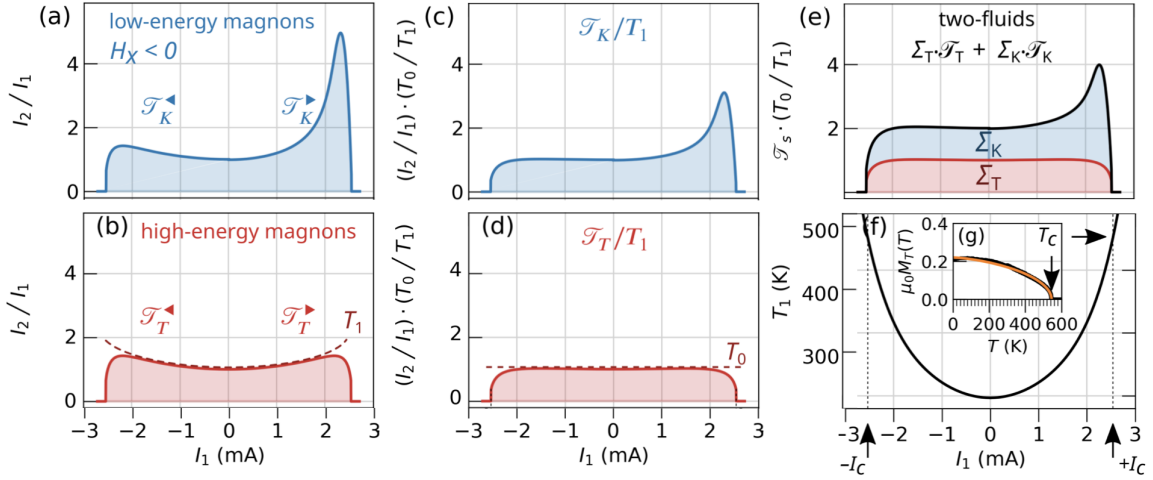 (a)
low-energy magnons
H_X < 0
𝒯_K◄
𝒯_K►
I_2 / I_1
4
2
0
(b)
high-energy magnons
𝒯_T◄
𝒯_T►
T_1
I_2 / I_1
4
2
0
−3 −2 −1 0 1 2 3
I_1 (mA)
(c)
𝒯_K/T_1
(I_2 / I_1) · (T_0 / T_1)
4
2
0
(d)
𝒯_T/T_1
T_0
(I_2 / I_1) · (T_0 / T_1)
4
2
0
−3 −2 −1 0 1 2 3
I_1 (mA)
(e)
two-fluids
Σ_T·𝒯_T + Σ_K·𝒯_K
Σ_K
Σ_T
𝒯_s · (T_0 / T_1)
4
2
0
(f)
T_1 (K)
500
400
300
(g)
T_C
μ_0M_T(T)
0.4
0.2
0.0
0 200 400 600
T (K)
−3 −2 −1 0 1 2 3
I_1 (mA)
−I_C
+I_C